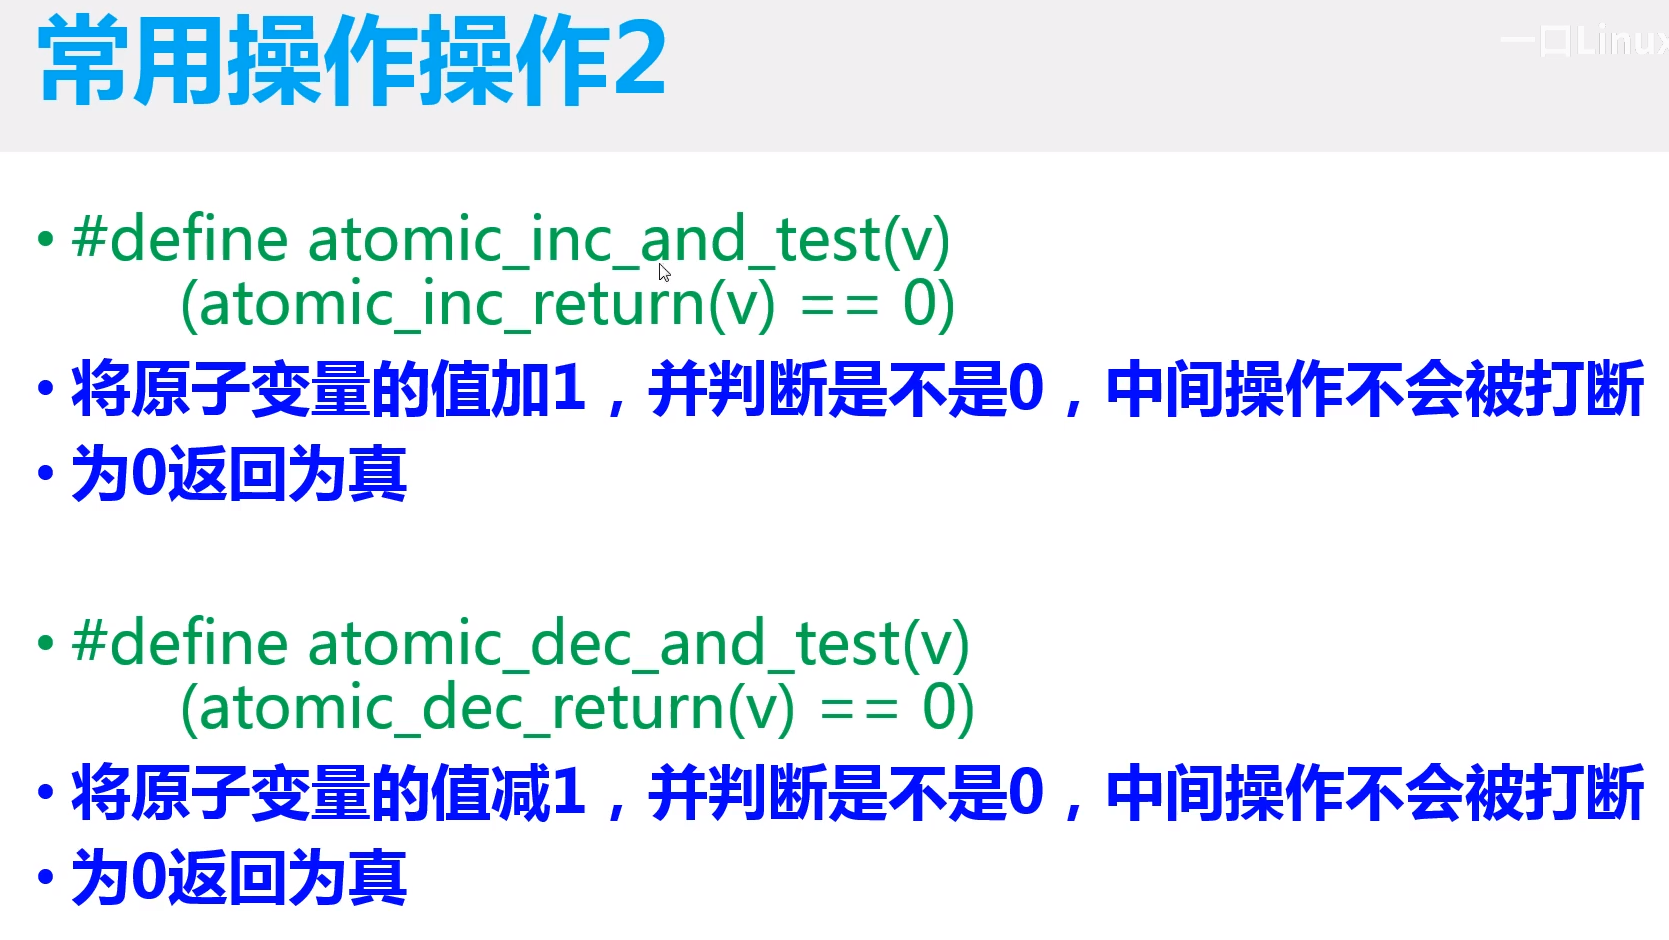 常用操作操作2
一口Linux
• #define atomic_inc_and_test(v)
(atomic_inc_return(v) == 0)
• 将原子变量的值加1，并判断是不是0，中间操作不会被打断
• 为0返回为真
• #define atomic_dec_and_test(v)
(atomic_dec_return(v) == 0)
• 将原子变量的值减1，并判断是不是0，中间操作不会被打断
• 为0返回为真